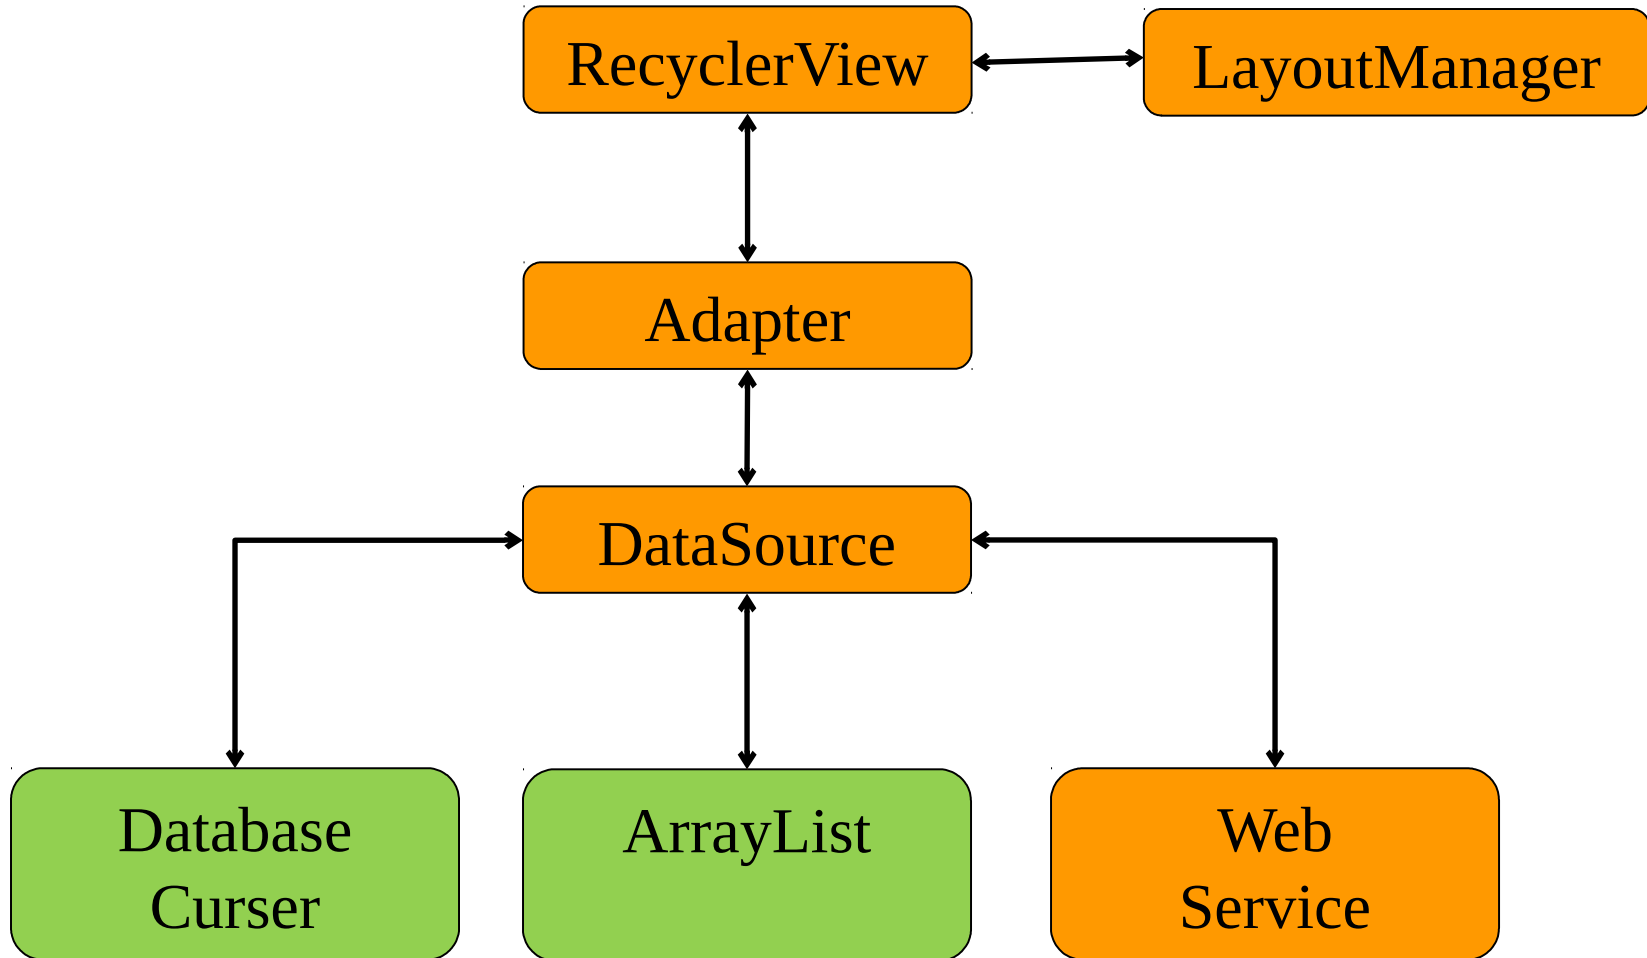 RecyclerView
LayoutManager
Adapter
DataSource
Database
Curser
ArrayList
Web
Service